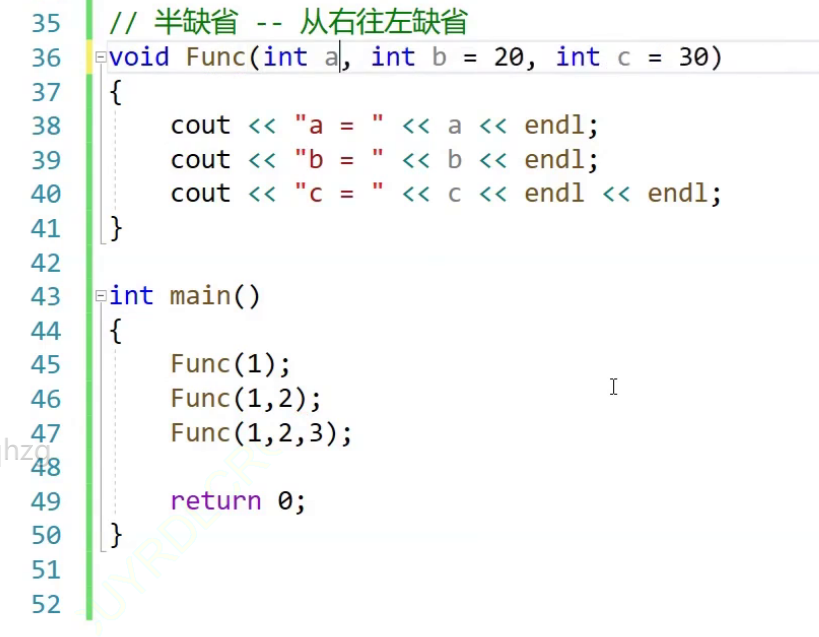 35 // 半缺省 -- 从右往左缺省
36 void Func(int a, int b = 20, int c = 30)
37 {
38 cout << "a = " << a << endl;
39 cout << "b = " << b << endl;
40 cout << "c = " << c << endl << endl;
41 }
42
43 int main()
44 {
45 Func(1);
46 Func(1,2);
47 Func(1,2,3);
48
49 return 0;
50 }
51
52